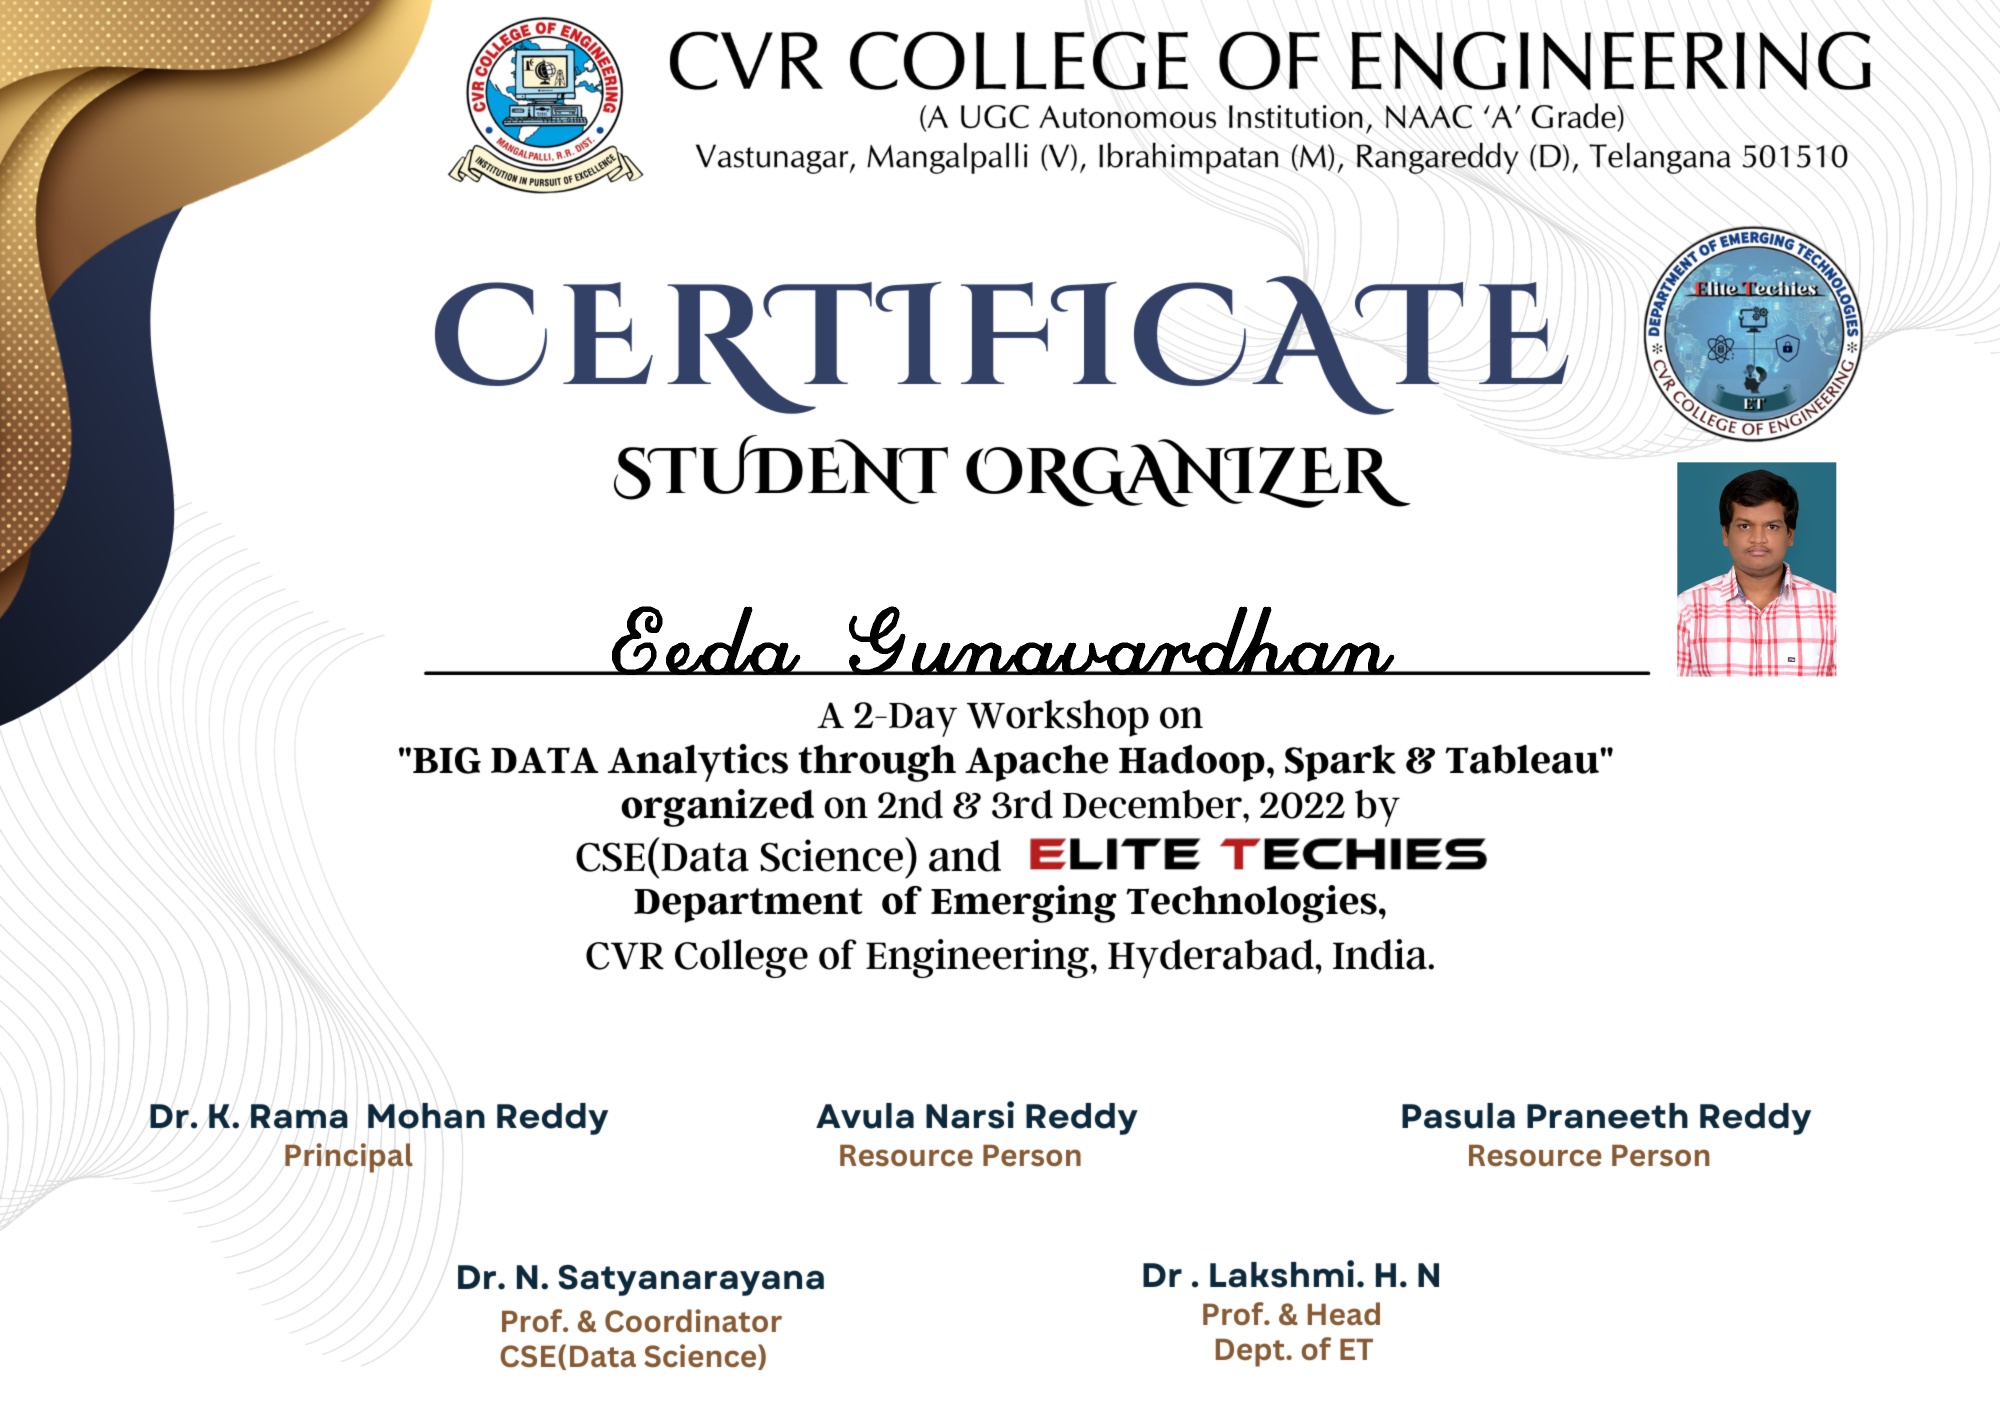 CVR COLLEGE OF ENGINEERING
MANGALPALLI, R.R. DIST.
INSTITUTION IN PURSUIT OF EXCELLENCE
CVR COLLEGE OF ENGINEERING
(A UGC Autonomous Institution, NAAC ‘A’ Grade)
Vastunagar, Mangalpalli (V), Ibrahimpatan (M), Rangareddy (D), Telangana 501510
DEPARTMENT OF EMERGING TECHNOLOGIES
Elite Techies
ET
CVR COLLEGE OF ENGINEERING
CERTIFICATE
STUDENT ORGANIZER
Eeda Gunavardhan
A 2-Day Workshop on
"BIG DATA Analytics through Apache Hadoop, Spark & Tableau"
organized on 2nd & 3rd December, 2022 by
CSE(Data Science) and ELITE TECHIES
Department of Emerging Technologies,
CVR College of Engineering, Hyderabad, India.
Dr. K. Rama Mohan Reddy
Principal
Avula Narsi Reddy
Resource Person
Pasula Praneeth Reddy
Resource Person
Dr. N. Satyanarayana
Prof. & Coordinator
CSE(Data Science)
Dr . Lakshmi. H. N
Prof. & Head
Dept. of ET